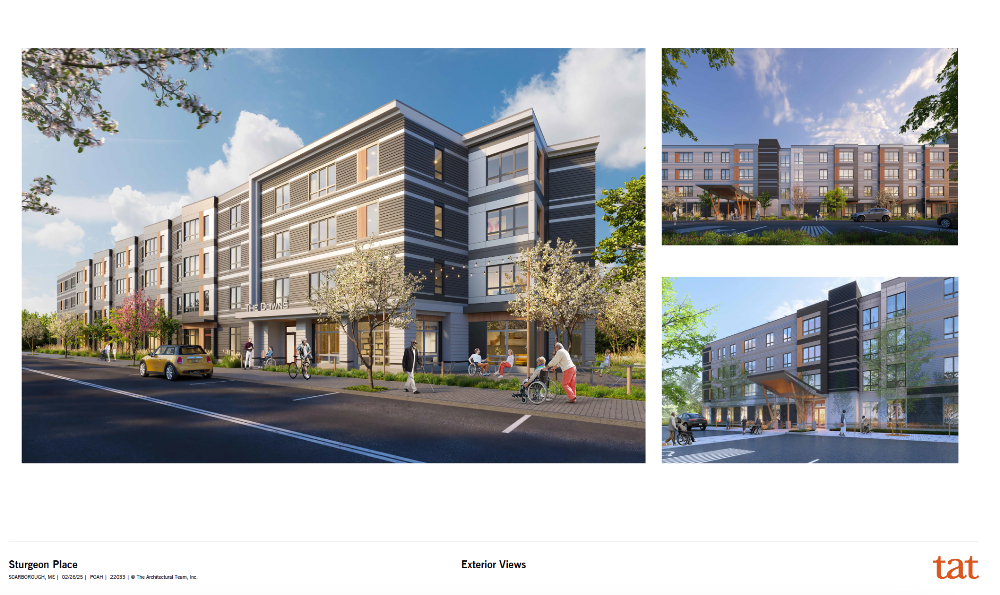 THE DOWNS
Sturgeon Place
SCARBOROUGH, ME | 02/26/25 | POAH | 22033 | © The Architectural Team, Inc.
Exterior Views
tat